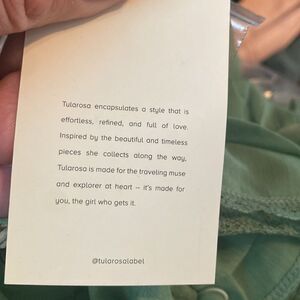 Tularosa encapsulates a style that is
effortless, refined, and full of love.
Inspired by the beautiful and timeless
pieces she collects along the way,
Tularosa is made for the traveling muse
and explorer at heart – it's made for
you, the girl who gets it.
@tularosalabel